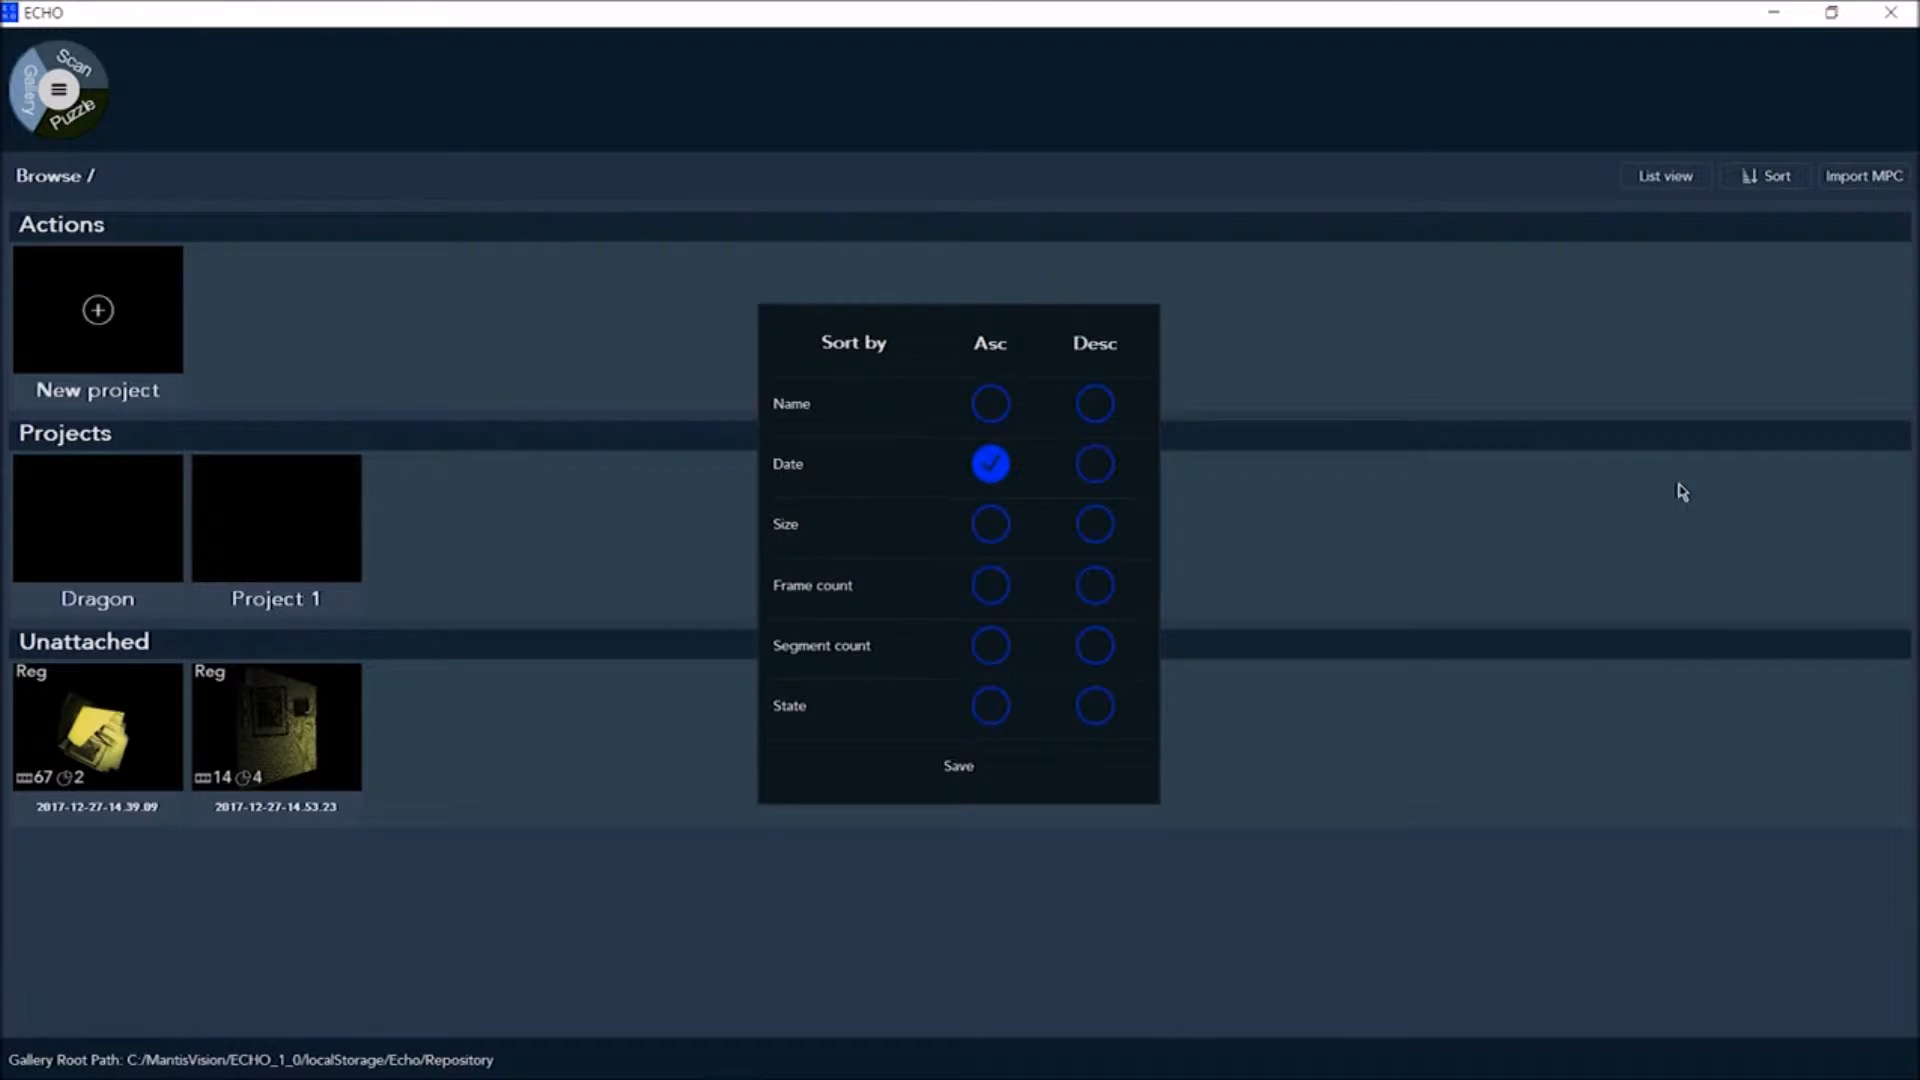 ECHO
Scan
Gallery
Puzzle
Browse /
List view
Sort
Import MPC
Actions
New project
Projects
Dragon
Project 1
Unattached
Reg
67 2
2017-12-27-14.39.09
Reg
14 4
2017-12-27-14.53.23
Sort by Asc Desc
Name
Date
Size
Frame count
Segment count
State
Save
Gallery Root Path: C:/MantisVision/ECHO_1_0/localStorage/Echo/Repository